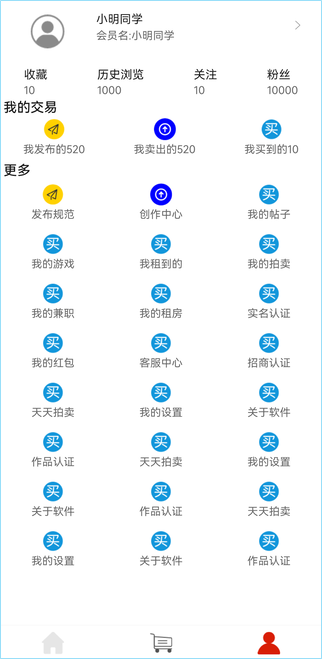 小明同学
会员名:小明同学
收藏 历史浏览 关注 粉丝
10 1000 10 10000
我的交易
买
我发布的520 我卖出的520 我买到的10
更多
买
发布规范 创作中心 我的帖子
买 买 买
我的游戏 我租到的 我的拍卖
买 买 买
我的兼职 我的租房 实名认证
买 买 买
我的红包 客服中心 招商认证
买 买 买
天天拍卖 我的设置 关于软件
买 买 买
作品认证 天天拍卖 我的设置
买 买 买
关于软件 作品认证 天天拍卖
买 买 买
我的设置 关于软件 作品认证